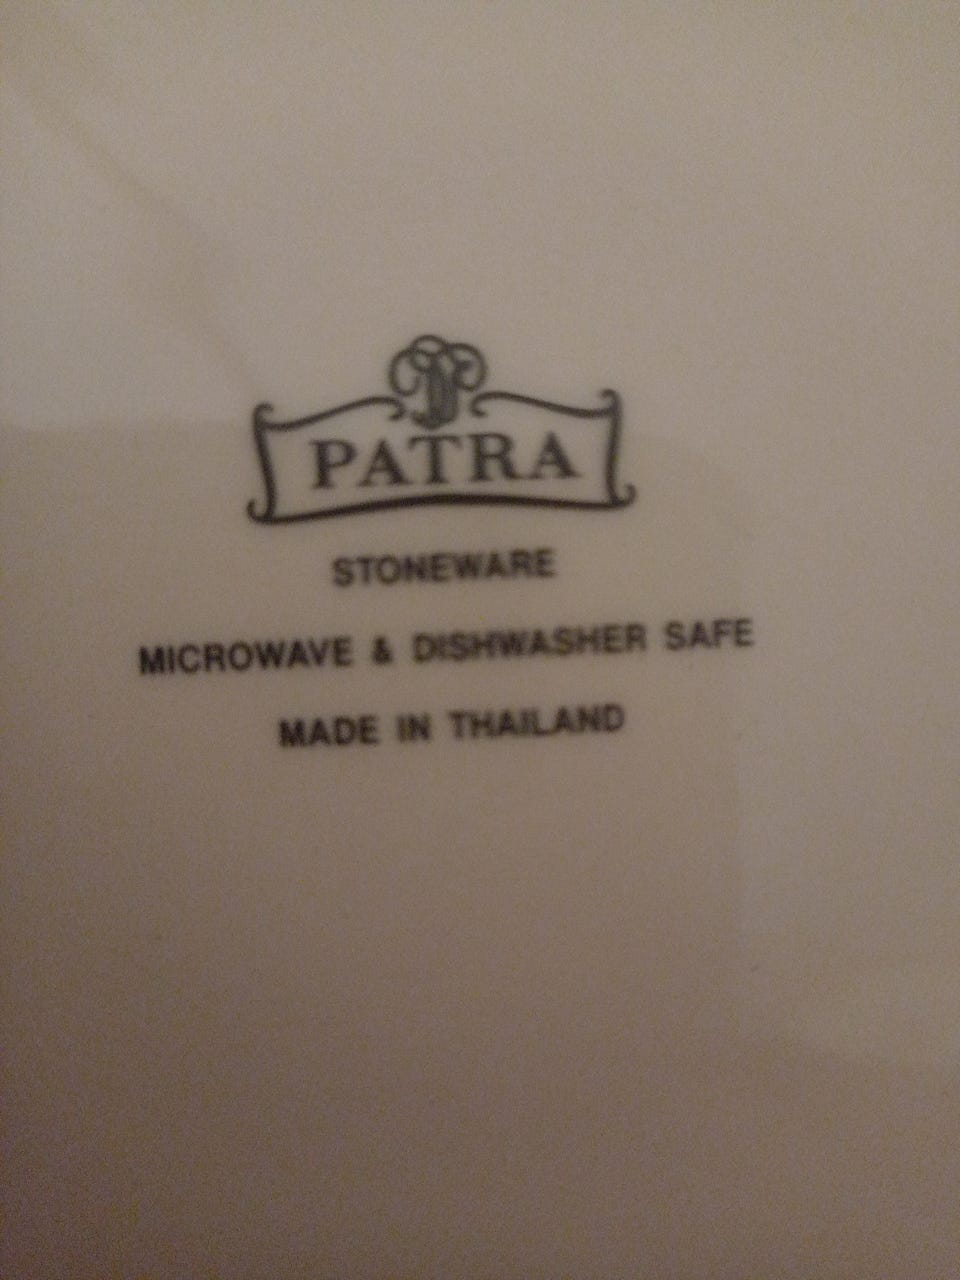 PATRA
STONEWARE
MICROWAVE & DISHWASHER SAFE
MADE IN THAILAND